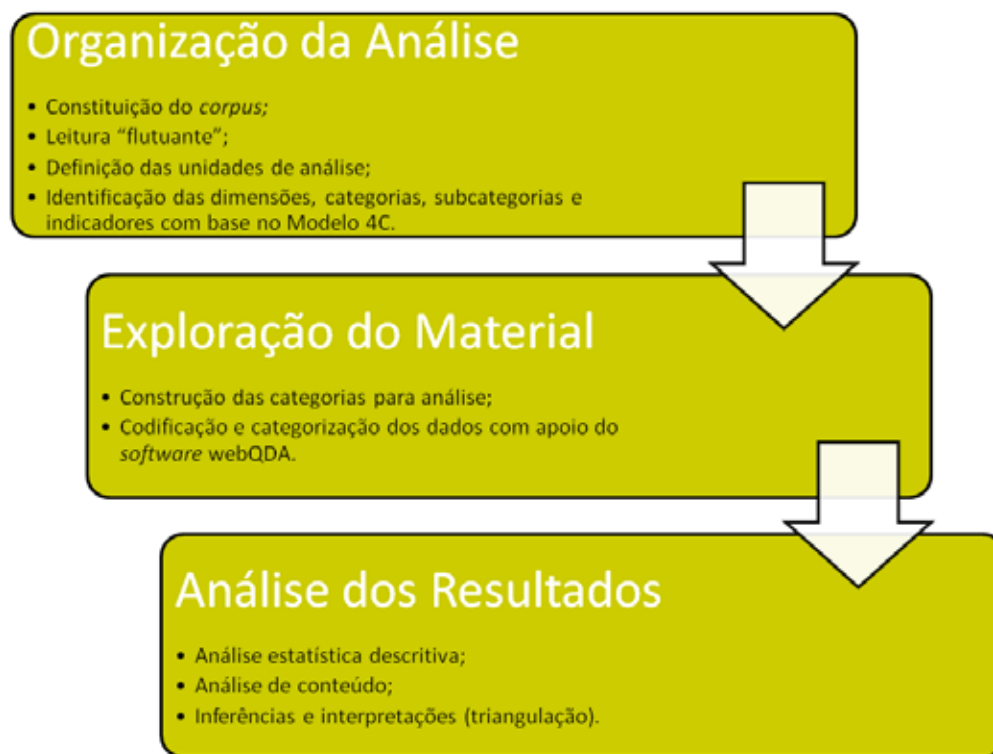 Organização da Análise
• Constituição do corpus;
• Leitura “flutuante”;
• Definição das unidades de análise;
• Identificação das dimensões, categorias, subcategorias e
indicadores com base no Modelo 4C.
Exploração do Material
• Construção das categorias para análise;
• Codificação e categorização dos dados com apoio do
software webQDA.
Análise dos Resultados
• Análise estatística descritiva;
• Análise de conteúdo;
• Inferências e interpretações (triangulação).